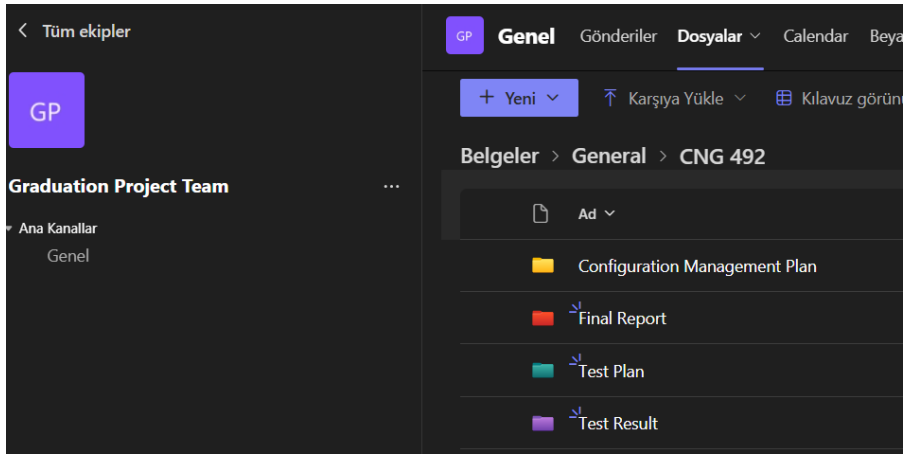 Tüm ekipler
GP
Graduation Project Team
...
Ana Kanallar
Genel
GP Genel Gönderiler Dosyalar Calendar Beya
+ Yeni Karşıya Yükle Kılavuz görünü
Belgeler > General > CNG 492
Ad
Configuration Management Plan
Final Report
Test Plan
Test Result